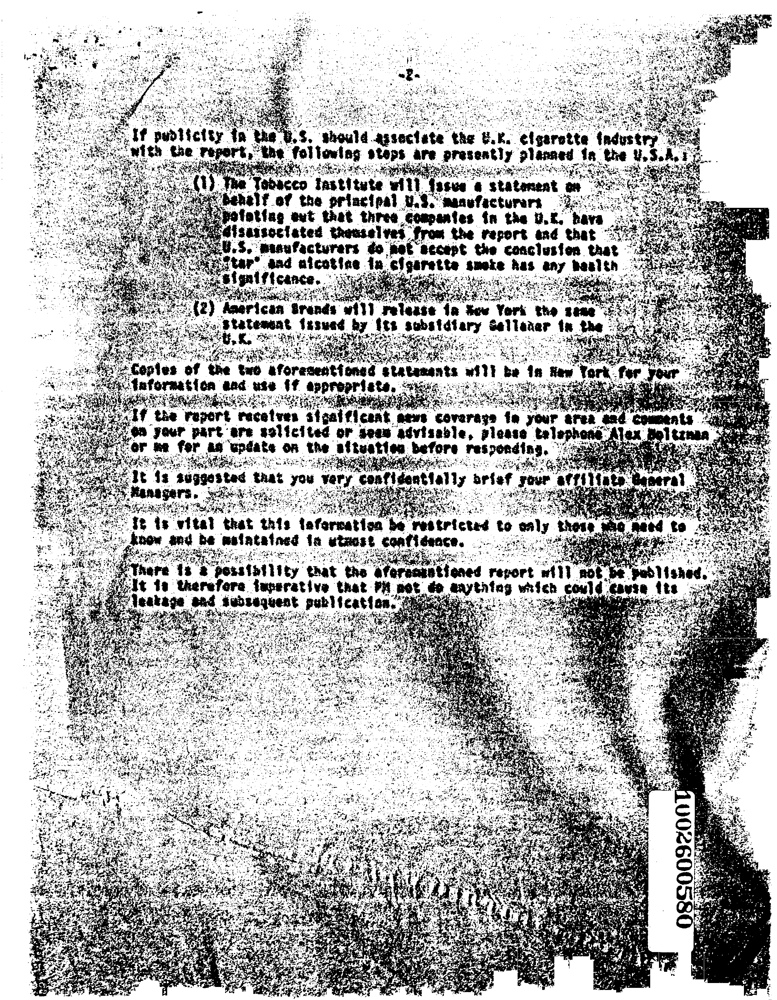 -2-
If publicity in the U.S. should associate the U.K. cigarette industry
with the report, the following steps are presently planned in the U.S.A.:
(1) The Tobacco Institute will issue a statement on
behalf of the principal U.S. manufacturers
pointing out that three companies in the U.K. have
disassociated themselves from the report and that
U.S. manufacturers do not accept the conclusion that
"tar" and nicotine in cigarette smoke has any health
significance.
(2) American Brands will release in New York the same
statement issued by its subsidiary Gallaher in the
U.K.
Copies of the two aforementioned statements will be in New York for your
information and use if appropriate.
If the report receives significant news coverage in your area and comments
on your part are solicited or seem advisable, please telephone Alex Holtzman
or me for an update on the situation before responding.
It is suggested that you very confidentially brief your affiliate General
Managers.
It is vital that this information be restricted to only those who need to
know and be maintained in utmost confidence.
There is a possibility that the aforementioned report will not be published.
It is therefore imperative that PM not do anything which could cause its
leakage and subsequent publication.
1002600580